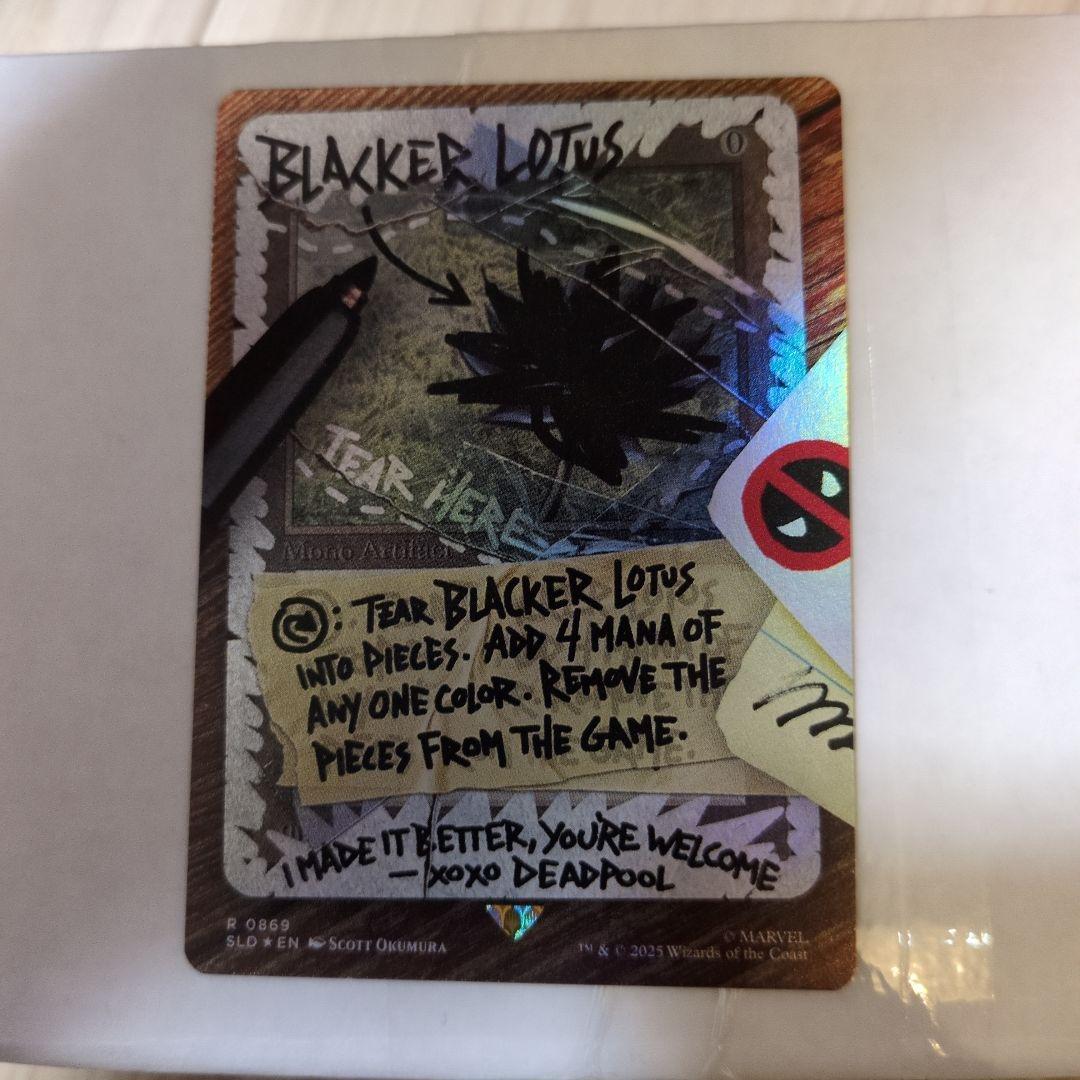 BLACKER LOTUS
0
TEAR HERE
Mono Artifact
: TEAR BLACKER LOTUS
INTO PIECES. ADD 4 MANA OF
ANY ONE COLOR. REMOVE THE
PIECES FROM THE GAME.
I MADE IT BETTER, YOU'RE WELCOME
— XOXO DEADPOOL
R 0869
SLD ★ EN SCOTT OKUMURA
© MARVEL
™ & © 2025 Wizards of the Coast